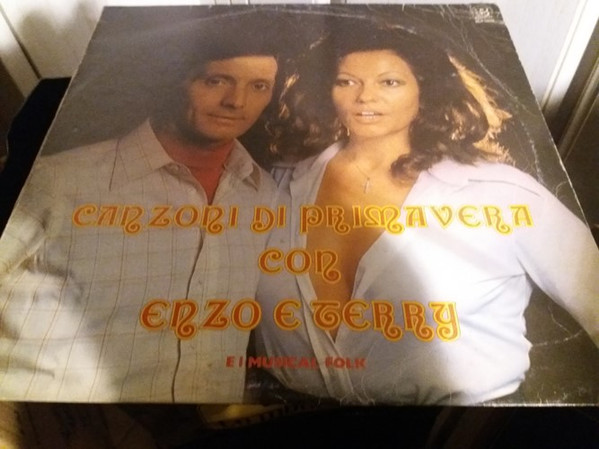 CANZONI DI PRIMAVERA
CON
ENZO E TERRY
E I MUSICAL FOLK